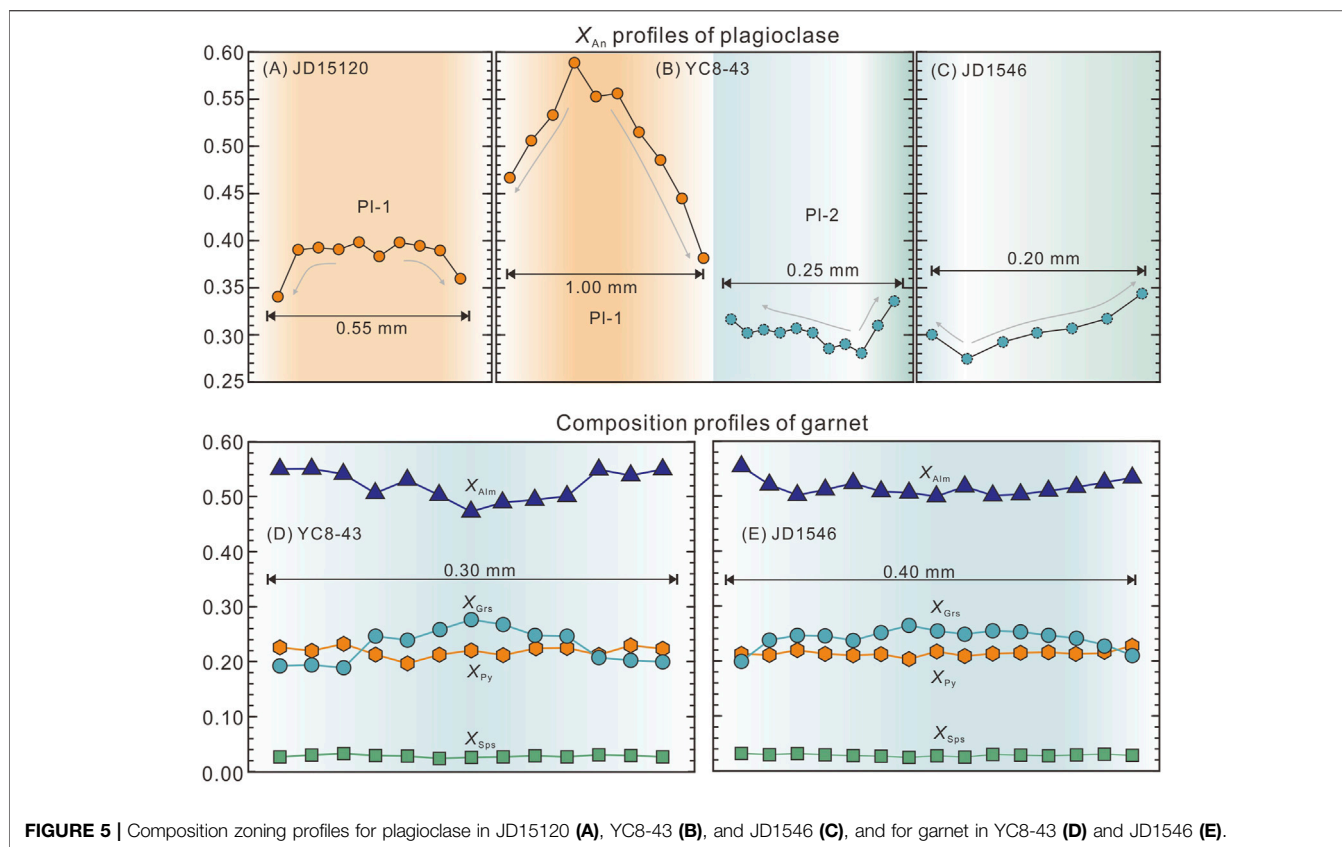 X_An profiles of plagioclase
0.60
0.55
0.50
0.45
0.40
0.35
0.30
0.25
(A) JD15120
Pl-1
0.55 mm
(B) YC8-43
1.00 mm
Pl-1
Pl-2
0.25 mm
(C) JD1546
0.20 mm
Composition profiles of garnet
0.60
0.50
0.40
0.30
0.20
0.10
0.00
X_Alm
(D) YC8-43
0.30 mm
X_Grs
X_Py
X_Sps
X_Alm
(E) JD1546
0.40 mm
X_Grs
X_Py
X_Sps
FIGURE 5 | Composition zoning profiles for plagioclase in JD15120 (A), YC8-43 (B), and JD1546 (C), and for garnet in YC8-43 (D) and JD1546 (E).